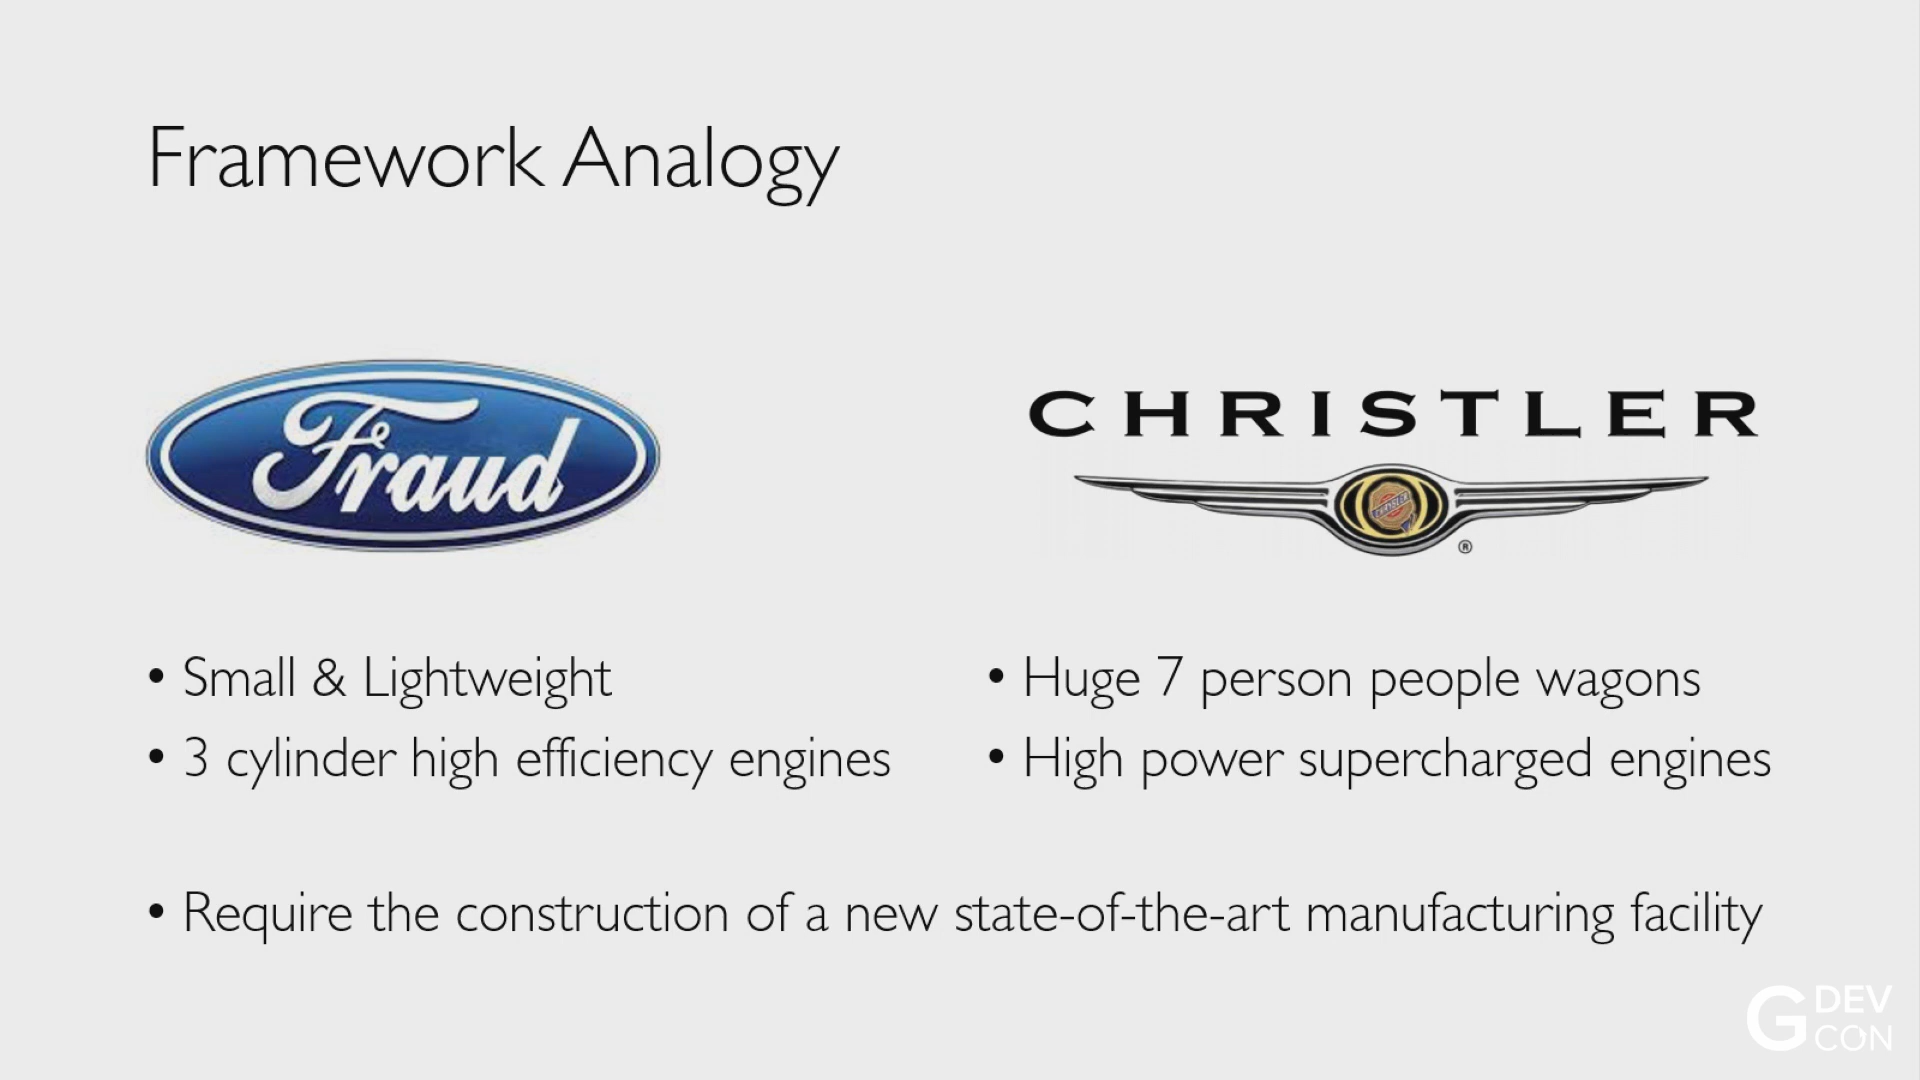 Framework Analogy
Fraud
CHRISTLER
CHRYSLER
®
• Small & Lightweight
• 3 cylinder high efficiency engines
• Huge 7 person people wagons
• High power supercharged engines
• Require the construction of a new state-of-the-art manufacturing facility
G DEV
CON